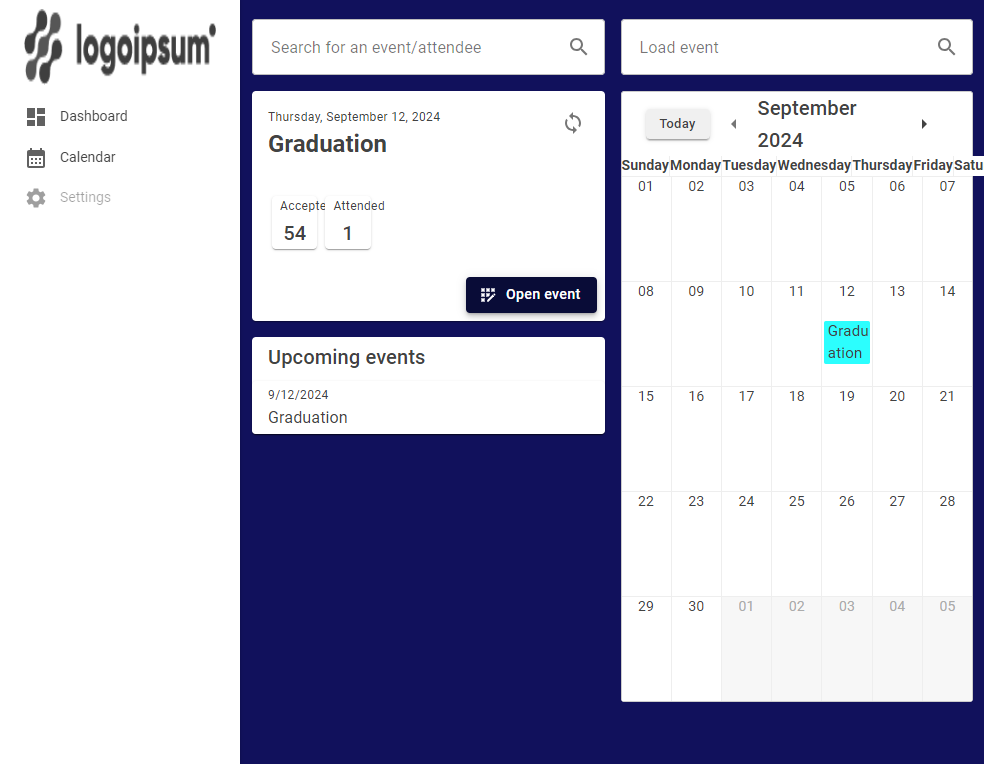 logoipsum
Dashboard
Calendar
Settings
Search for an event/attendee
Thursday, September 12, 2024
Graduation
Accepte Attended
54 1
Open event
Upcoming events
9/12/2024
Graduation
Load event
Today
September
2024
Sunday Monday Tuesday Wednesday Thursday Friday Satu
01 02 03 04 05 06 07
08 09 10 11 12 13 14
Gradu
ation
15 16 17 18 19 20 21
22 23 24 25 26 27 28
29 30 01 02 03 04 05